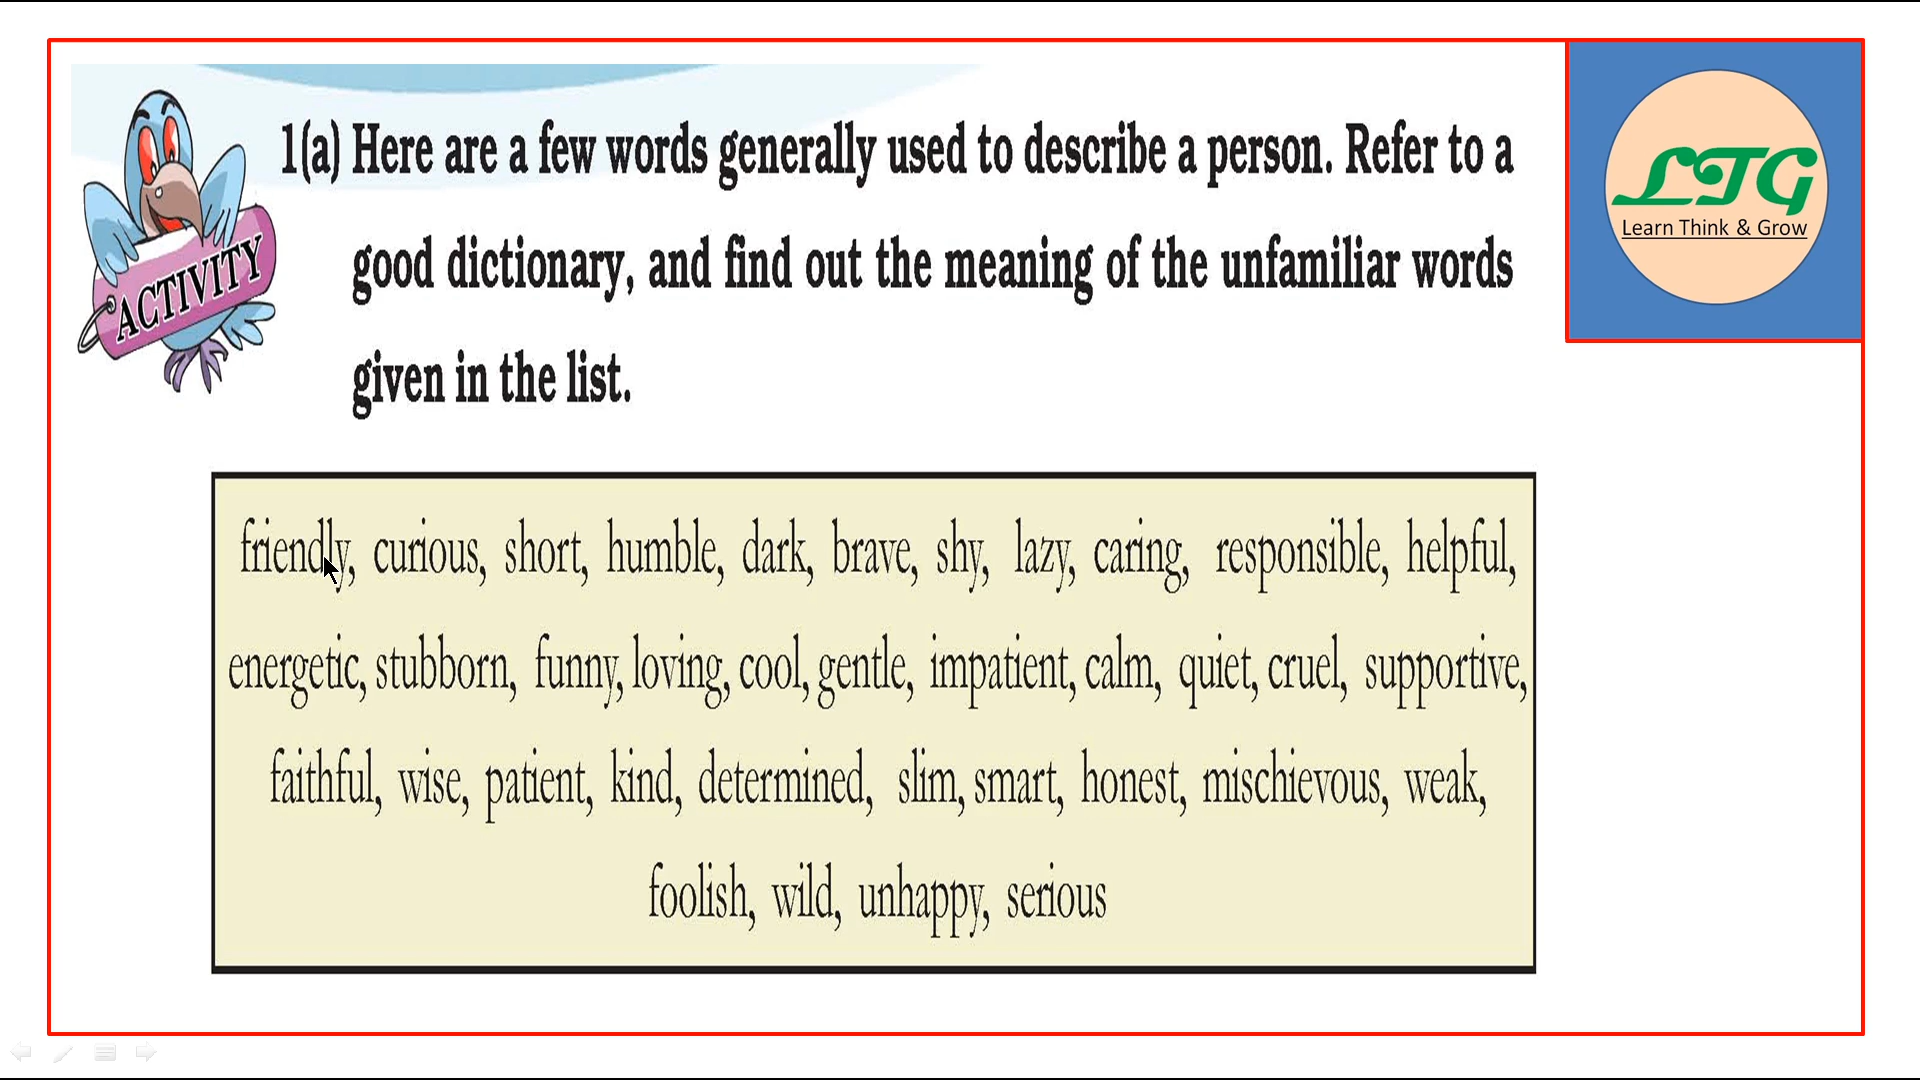 1(a) Here are a few words generally used to describe a person. Refer to a
good dictionary, and find out the meaning of the unfamiliar words
given in the list.
ACTIVITY
LTG
Learn Think & Grow
friendly, curious, short, humble, dark, brave, shy, lazy, caring, responsible, helpful,
energetic, stubborn, funny, loving, cool, gentle, impatient, calm, quiet, cruel, supportive,
faithful, wise, patient, kind, determined, slim, smart, honest, mischievous, weak,
foolish, wild, unhappy, serious